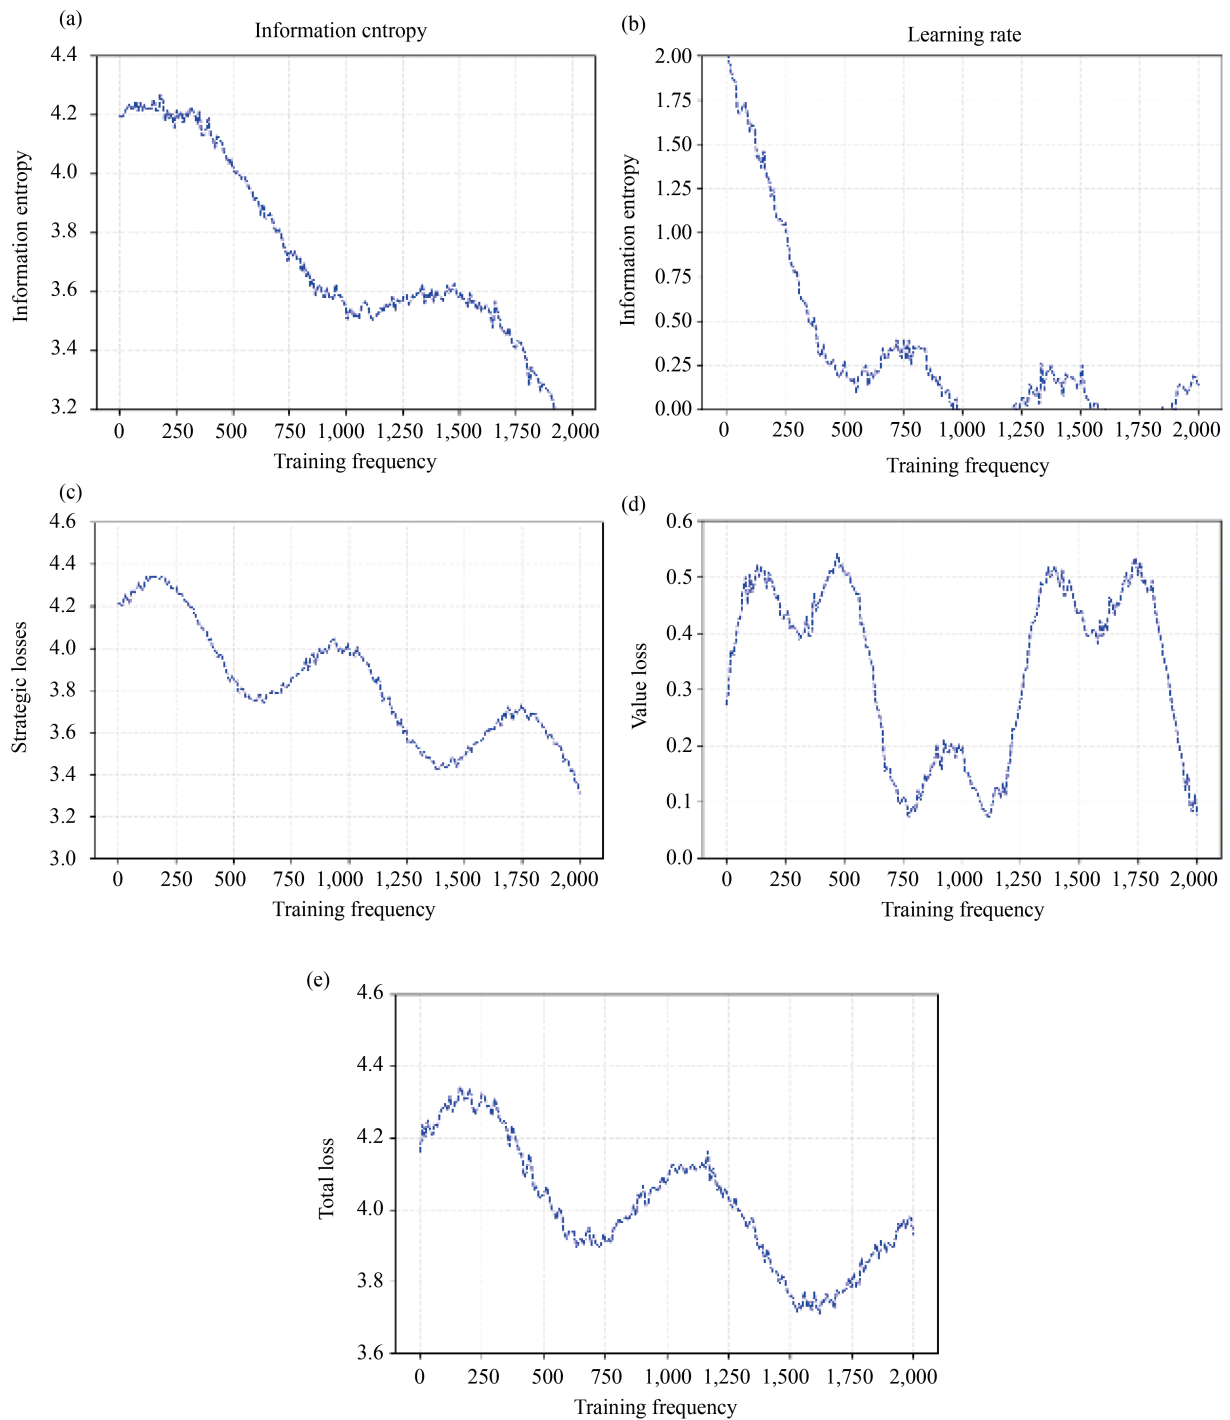 (a)
Information cntropy
4.4
4.2
4.0
3.8
3.6
3.4
3.2
Information entropy
0 250 500 750 1,000 1,250 1,500 1,750 2,000
Training frequency
(b)
Learning rate
2.00
1.75
1.50
1.25
1.00
0.75
0.50
0.25
0.00
Information entropy
0 250 500 750 1,000 1,250 1,500 1,750 2,000
Training frequency
(c)
4.6
4.4
4.2
4.0
3.8
3.6
3.4
3.2
3.0
Strategic losses
0 250 500 750 1,000 1,250 1,500 1,750 2,000
Training frequency
(d)
0.6
0.5
0.4
0.3
0.2
0.1
0.0
Value loss
0 250 500 750 1,000 1,250 1,500 1,750 2,000
Training frequency
(e)
4.6
4.4
4.2
4.0
3.8
3.6
Total loss
0 250 500 750 1,000 1,250 1,500 1,750 2,000
Training frequency